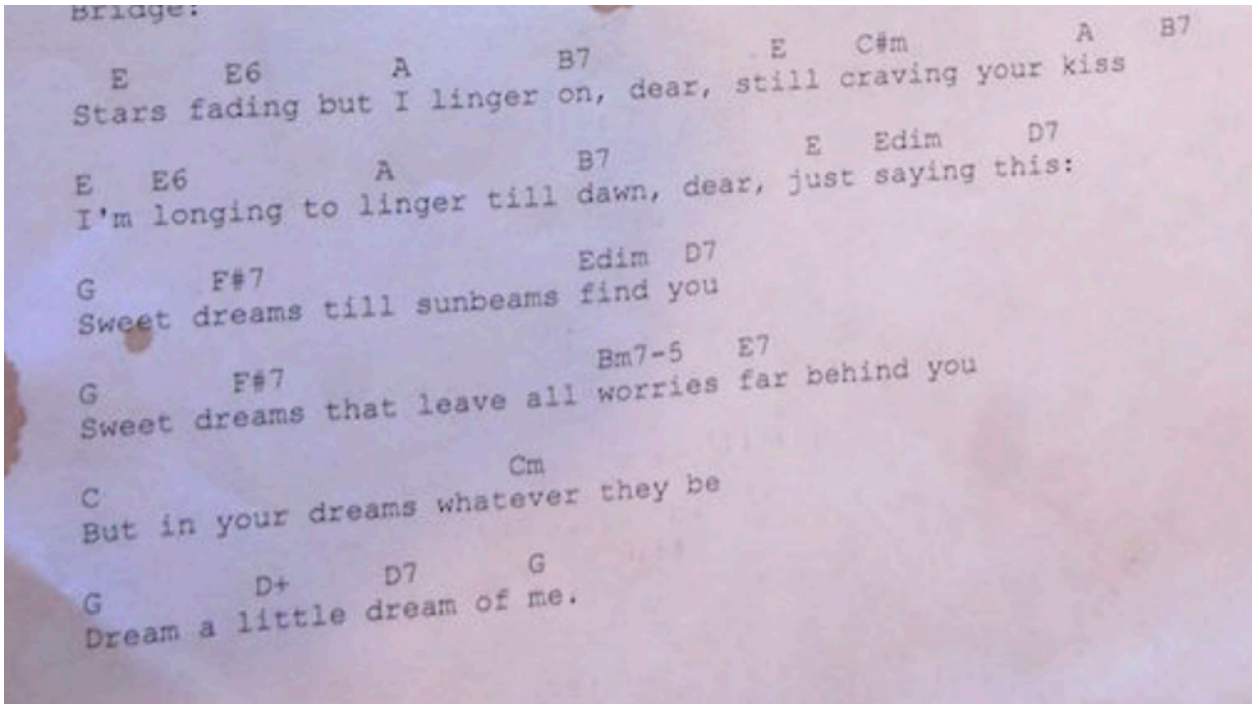 Bridge:
E E6 A B7 E C#m A B7
Stars fading but I linger on, dear, still craving your kiss
E E6 A B7 E Edim D7
I'm longing to linger till dawn, dear, just saying this:
G F#7 Edim D7
Sweet dreams till sunbeams find you
G F#7 Bm7-5 E7
Sweet dreams that leave all worries far behind you
C Cm
But in your dreams whatever they be
G D+ D7 G
Dream a little dream of me.